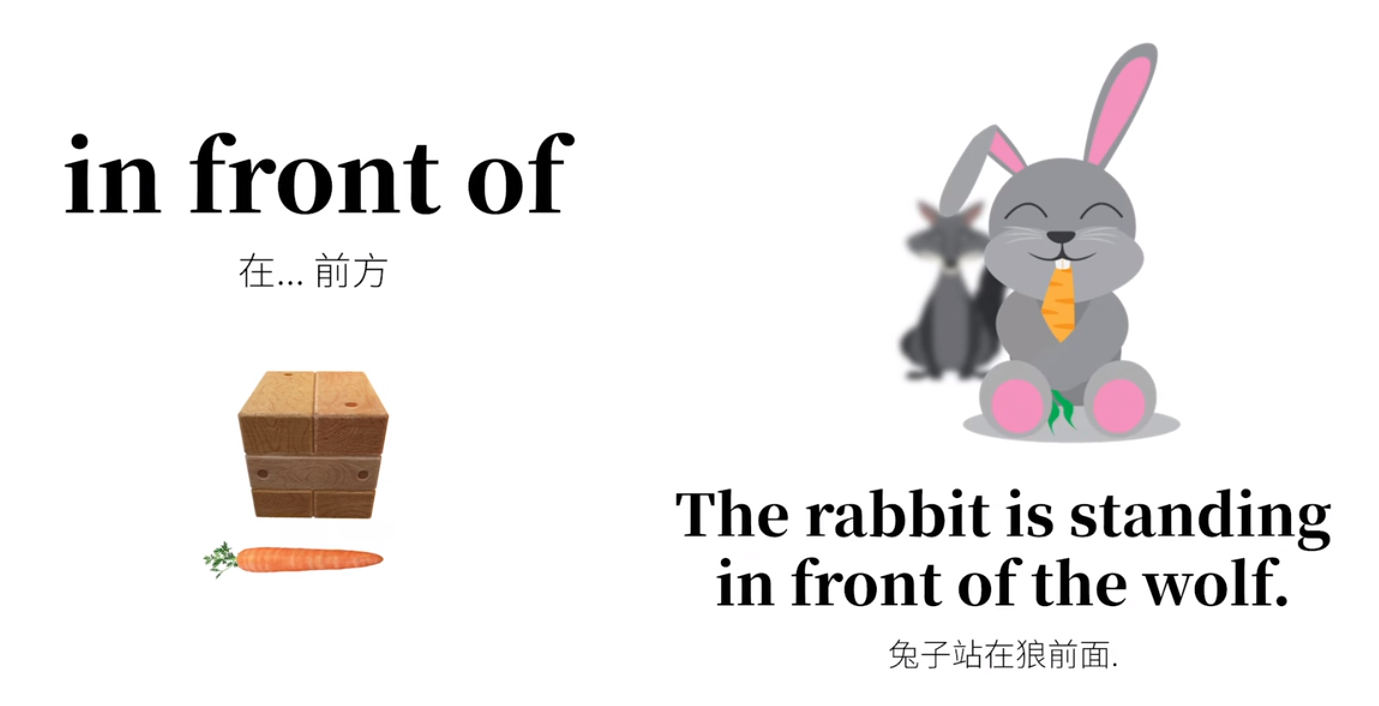 in front of
在... 前方
The rabbit is standing
in front of the wolf.
兔子站在狼前面.